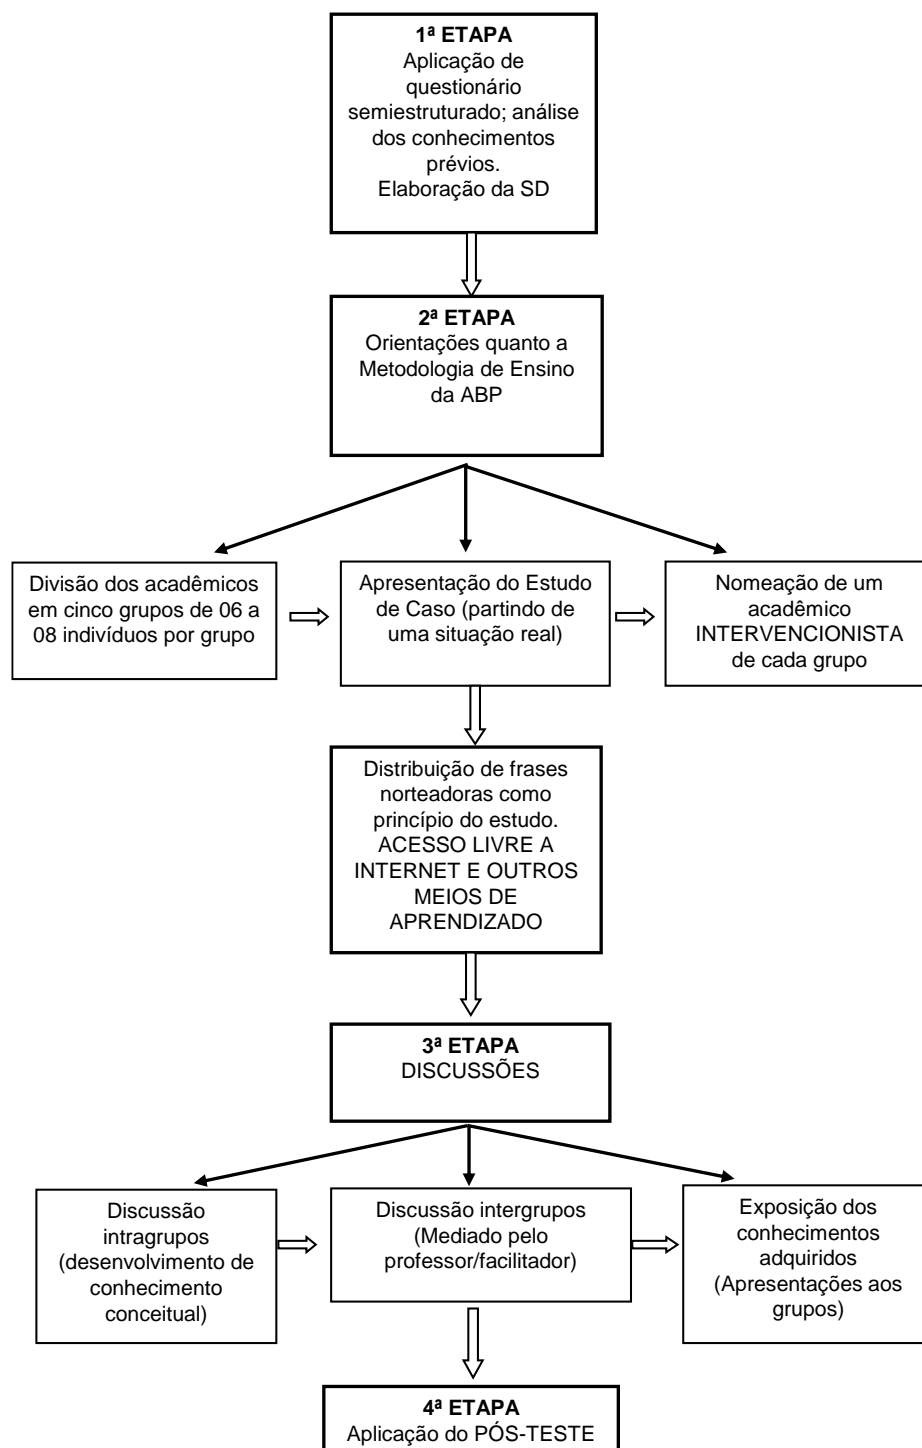 1ª ETAPA
Aplicação de
questionário
semiestruturado; análise
dos conhecimentos
prévios.
Elaboração da SD
2ª ETAPA
Orientações quanto a
Metodologia de Ensino
da ABP
Divisão dos acadêmicos
em cinco grupos de 06 a
08 indivíduos por grupo
Apresentação do Estudo
de Caso (partindo de
uma situação real)
Nomeação de um
acadêmico
INTERVENCIONISTA
de cada grupo
Distribuição de frases
norteadoras como
princípio do estudo.
ACESSO LIVRE A
INTERNET E OUTROS
MEIOS DE
APRENDIZADO
3ª ETAPA
DISCUSSÕES
Discussão
intragrupos
(desenvolvimento de
conhecimento
conceitual)
Discussão intergrupos
(Mediado pelo
professor/facilitador)
Exposição dos
conhecimentos
adquiridos
(Apresentações aos
grupos)
4ª ETAPA
Aplicação do PÓS-TESTE